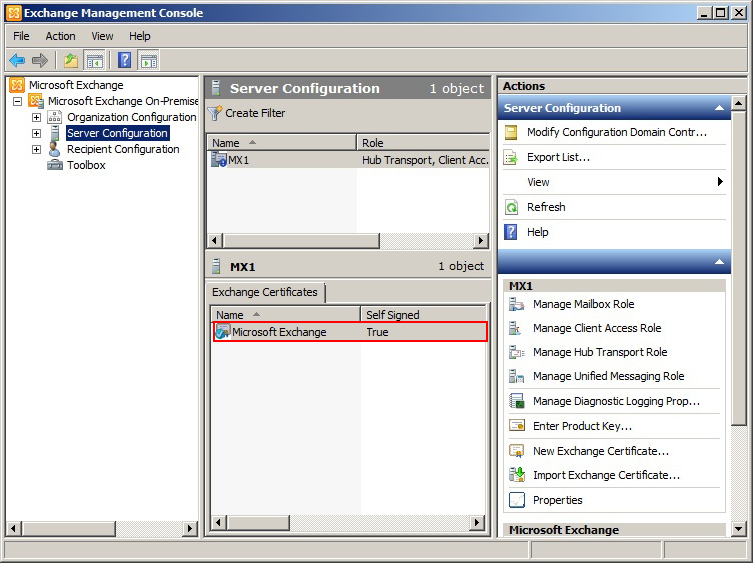 Exchange Management Console
File Action View Help
Microsoft Exchange
Microsoft Exchange On-Premise
Organization Configuration
Server Configuration
Recipient Configuration
Toolbox
Server Configuration 1 object
Create Filter
Name Role
MX1 Hub Transport, Client Acc...
MX1 1 object
Exchange Certificates
Name Self Signed
Microsoft Exchange True
Actions
Server Configuration
Modify Configuration Domain Contr...
Export List...
View
Refresh
Help
MX1
Manage Mailbox Role
Manage Client Access Role
Manage Hub Transport Role
Manage Unified Messaging Role
Manage Diagnostic Logging Prop...
Enter Product Key...
New Exchange Certificate...
Import Exchange Certificate...
Properties
Microsoft Exchange